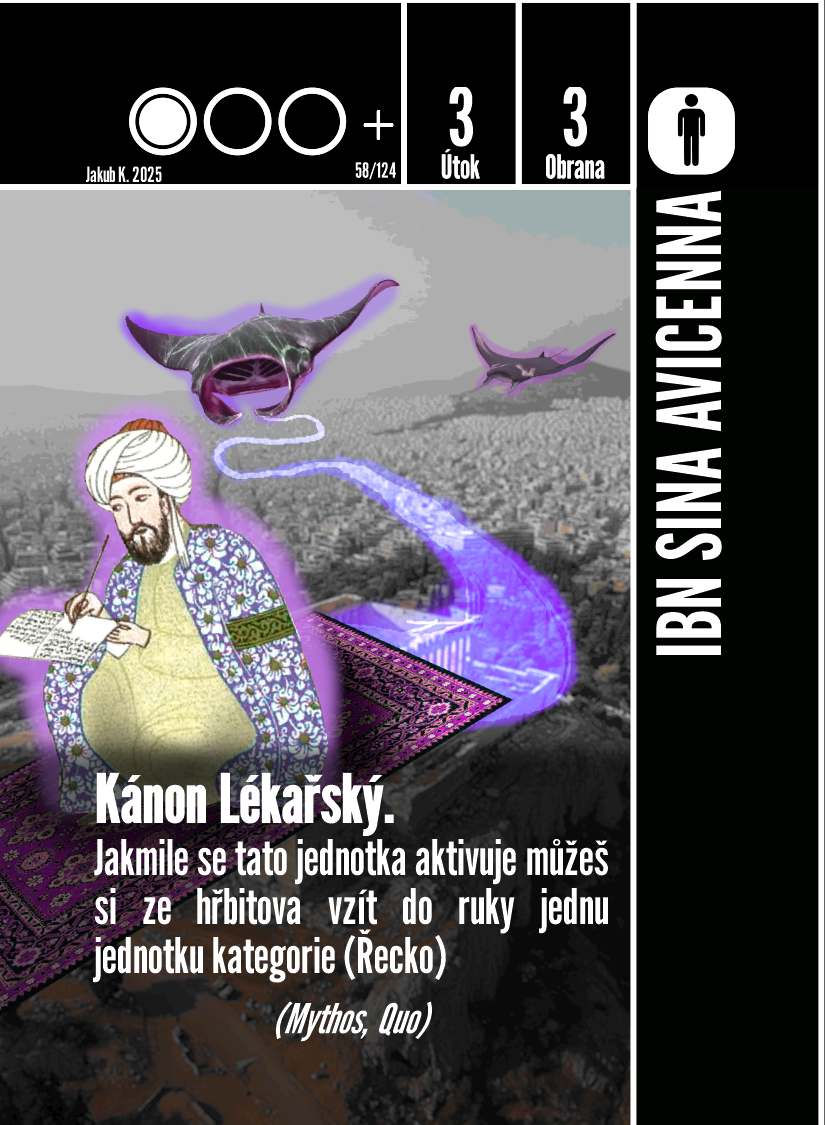 Jakub K. 2025
58/124
3
Útok
3
Obrana
IBN SINA AVICENNA
Kánon Lékařský.
Jakmile se tato jednotka aktivuje můžeš
si ze hřbitova vzít do ruky jednu
jednotku kategorie (Řecko)
(Mythos, Quo)